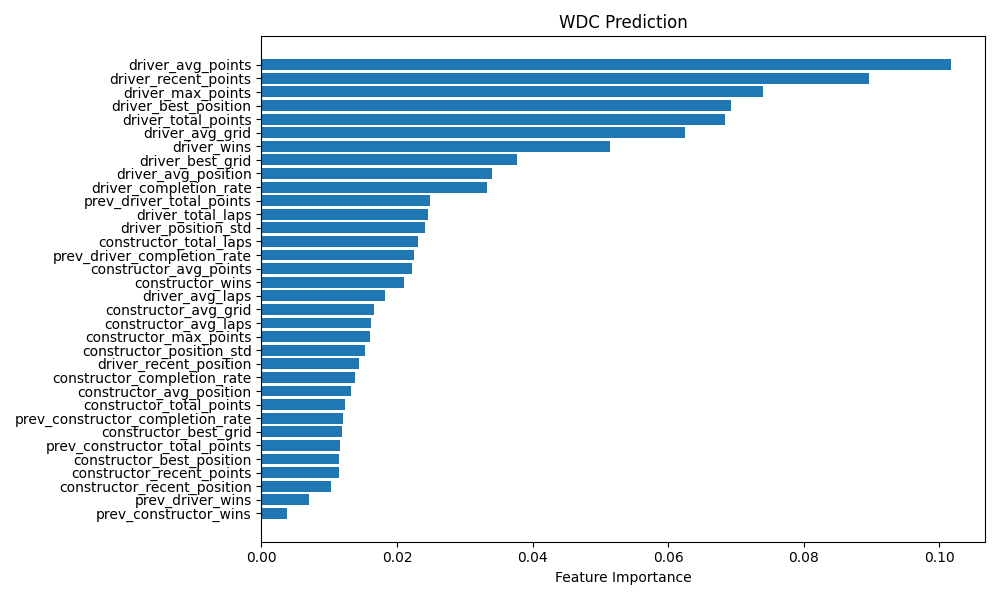 WDC Prediction
driver_avg_points
driver_recent_points
driver_max_points
driver_best_position
driver_total_points
driver_avg_grid
driver_wins
driver_best_grid
driver_avg_position
driver_completion_rate
prev_driver_total_points
driver_total_laps
driver_position_std
constructor_total_laps
prev_driver_completion_rate
constructor_avg_points
constructor_wins
driver_avg_laps
constructor_avg_grid
constructor_avg_laps
constructor_max_points
constructor_position_std
driver_recent_position
constructor_completion_rate
constructor_avg_position
constructor_total_points
prev_constructor_completion_rate
constructor_best_grid
prev_constructor_total_points
constructor_best_position
constructor_recent_points
constructor_recent_position
prev_driver_wins
prev_constructor_wins
0.00 0.02 0.04 0.06 0.08 0.10
Feature Importance